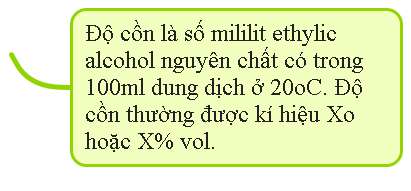 Độ cồn là số mililit ethylic
alcohol nguyên chất có trong
100ml dung dịch ở 20oC. Độ
cồn thường được kí hiệu Xo
hoặc X% vol.